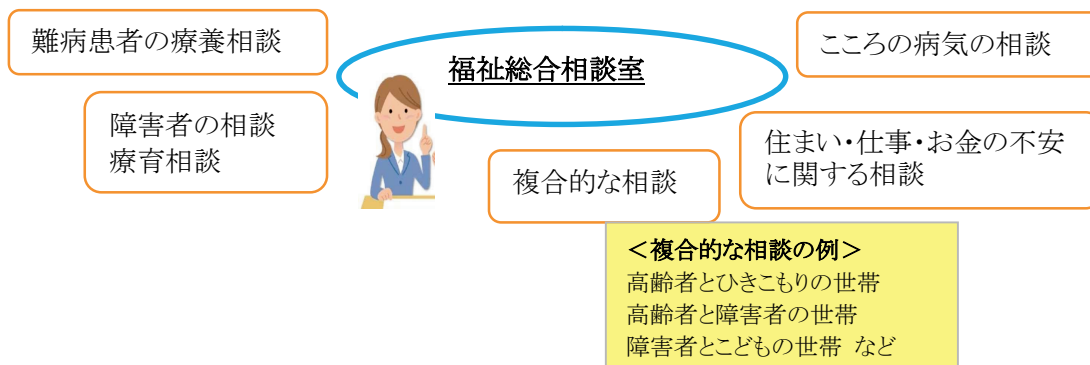 難病患者の療養相談
福祉総合相談室
こころの病気の相談
障害者の相談
療育相談
複合的な相談
住まい・仕事・お金の不安
に関する相談
＜複合的な相談の例＞
高齢者とひきこもりの世帯
高齢者と障害者の世帯
障害者とこどもの世帯 など